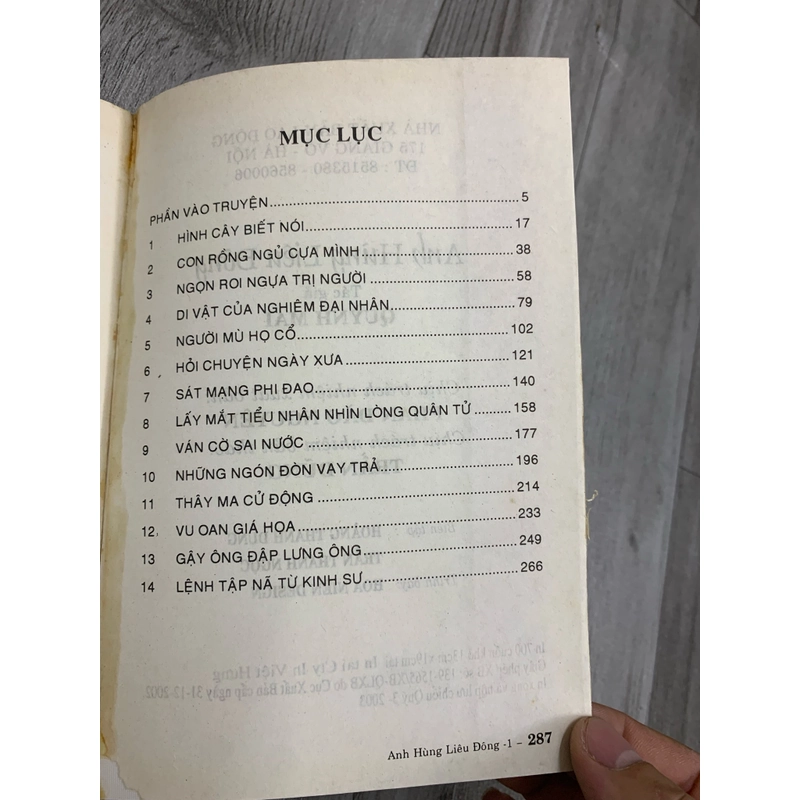 MỤC LỤC
PHẦN VÀO TRUYỆN 5
1 HÌNH CÂY BIẾT NÓI 17
2 CON RỒNG NGỦ CỰA MÌNH 38
3 NGỌN ROI NGỰA TRỊ NGƯỜI 58
4 DI VẬT CỦA NGHIÊM ĐẠI NHÂN 79
5 NGƯỜI MÙ HỌ CỔ 102
6 HỎI CHUYỆN NGÀY XƯA 121
7 SÁT MẠNG PHI ĐAO 140
8 LẤY MẮT TIỂU NHÂN NHÌN LÒNG QUÂN TỬ 158
9 VÁN CỜ SAI NƯỚC 177
10 NHỮNG NGÓN ĐÒN VAY TRẢ 196
11 THÂY MA CỬ ĐỘNG 214
12 VU OAN GIÁ HỌA 233
13 GẬY ÔNG ĐẬP LƯNG ÔNG 249
14 LỆNH TẬP NÃ TỪ KINH SƯ 266
Anh Hùng Liêu Đông -1 - 287